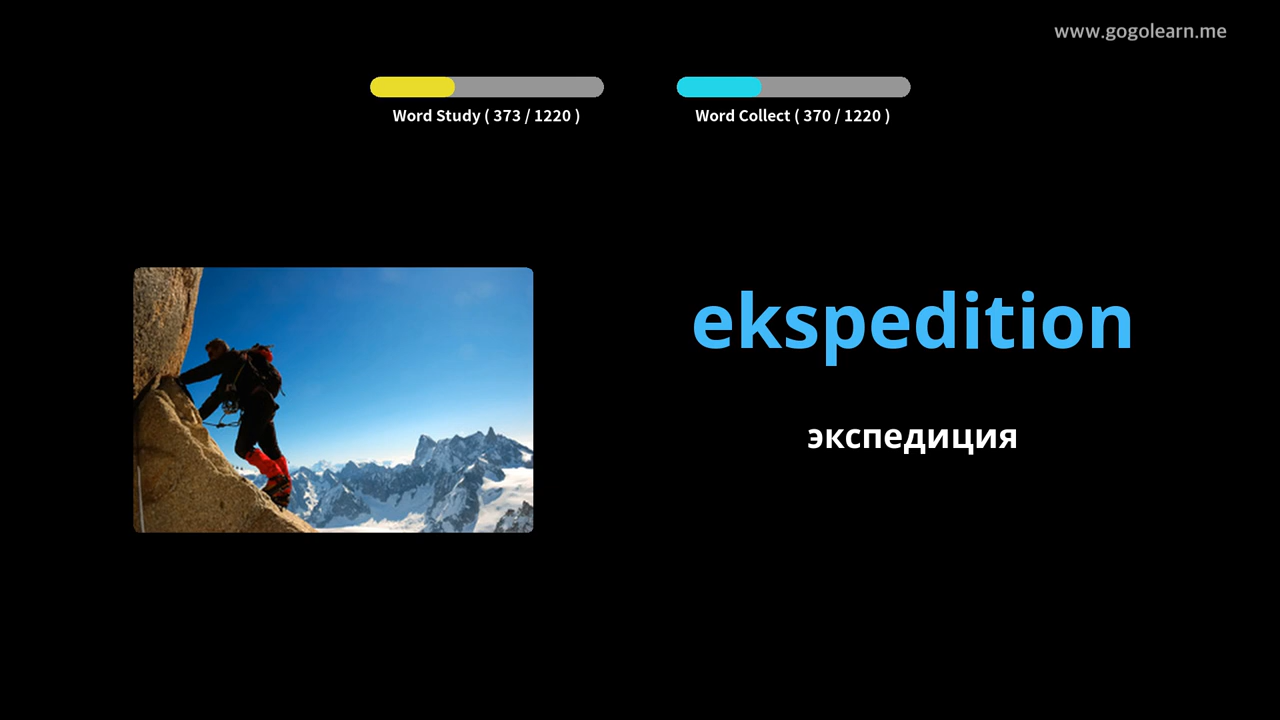 www.gogolearn.me
Word Study ( 373 / 1220 )
Word Collect ( 370 / 1220 )
ekspedition
экспедиция